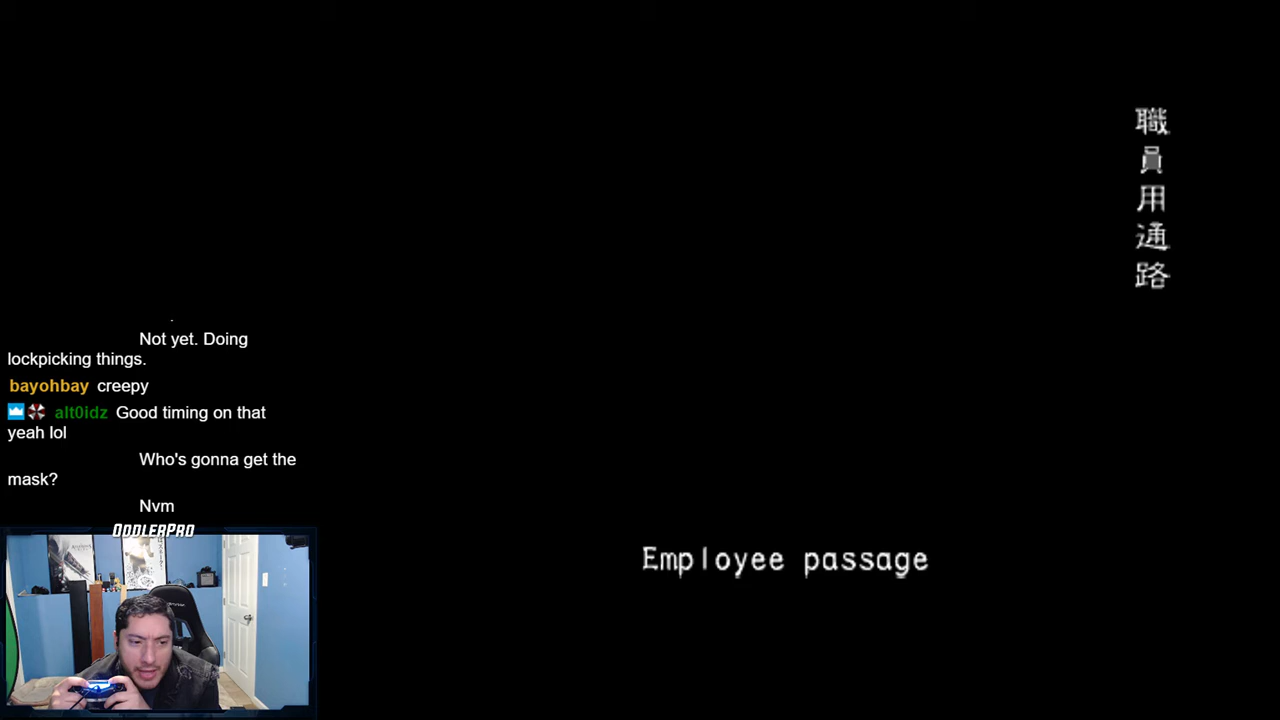 職員用通路
Not yet. Doing
lockpicking things.
bayohbay creepy
alt0idz Good timing on that
yeah lol
Who's gonna get the
mask?
Nvm
ODDLERPRO
Employee passage